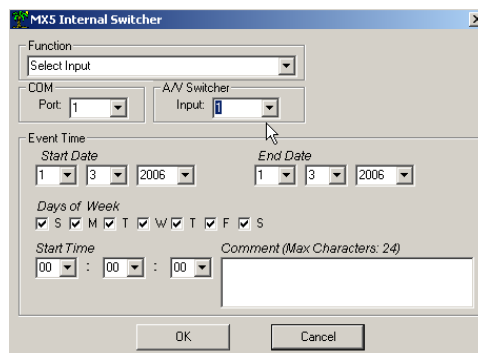 MX5 Internal Switcher
Function
Select Input
COM
Port: 1
A/V Switcher
Input: 1
Event Time
Start Date
1 3 2006
End Date
1 3 2006
Days of Week
S M T W T F S
Start Time
00 : 00 : 00
Comment (Max Characters: 24)
OK Cancel